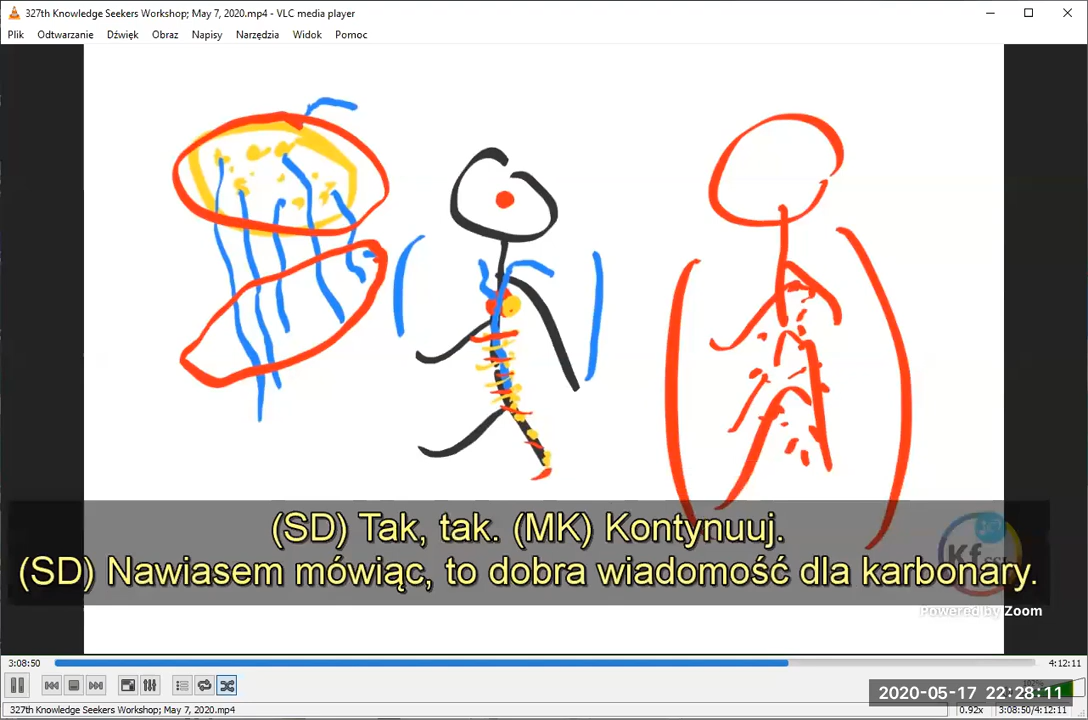 327th Knowledge Seekers Workshop; May 7, 2020.mp4 - VLC media player
Plik Odtwarzanie Dźwięk Obraz Napisy Narzędzia Widok Pomoc
(SD) Tak, tak. (MK) Kontynuuj.
(SD) Nawiasem mówiąc, to dobra wiadomość dla karbonary.
Kf SSI
Powered by Zoom
3:08:50 4:12:11
102%
2020-05-17 22:28:11
327th Knowledge Seekers Workshop; May 7, 2020.mp4 0.92x 3:08:50/4:12:11